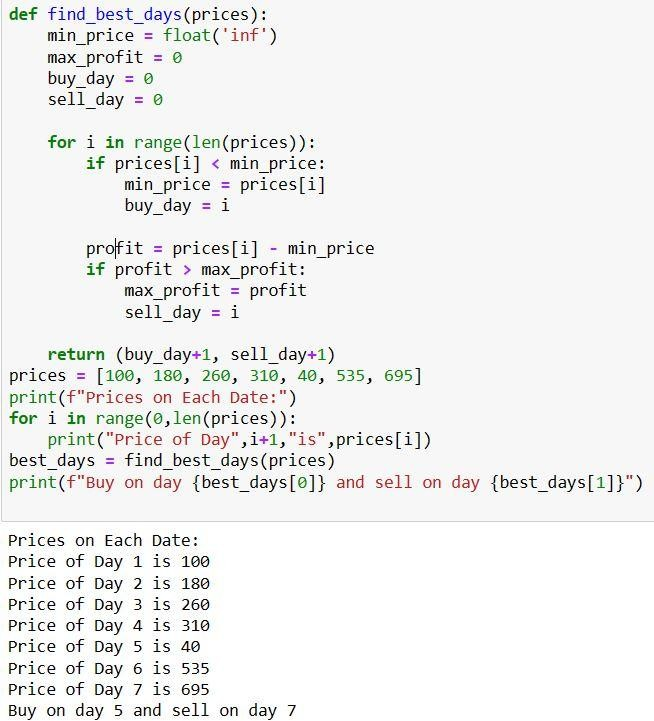 def find_best_days(prices):
    min_price = float('inf')
    max_profit = 0
    buy_day = 0
    sell_day = 0

    for i in range(len(prices)):
        if prices[i] < min_price:
            min_price = prices[i]
            buy_day = i

        profit = prices[i] - min_price
        if profit > max_profit:
            max_profit = profit
            sell_day = i

    return (buy_day+1, sell_day+1)
prices = [100, 180, 260, 310, 40, 535, 695]
print(f"Prices on Each Date:")
for i in range(0,len(prices)):
    print("Price of Day",i+1,"is",prices[i])
best_days = find_best_days(prices)
print(f"Buy on day {best_days[0]} and sell on day {best_days[1]}")

Prices on Each Date:
Price of Day 1 is 100
Price of Day 2 is 180
Price of Day 3 is 260
Price of Day 4 is 310
Price of Day 5 is 40
Price of Day 6 is 535
Price of Day 7 is 695
Buy on day 5 and sell on day 7